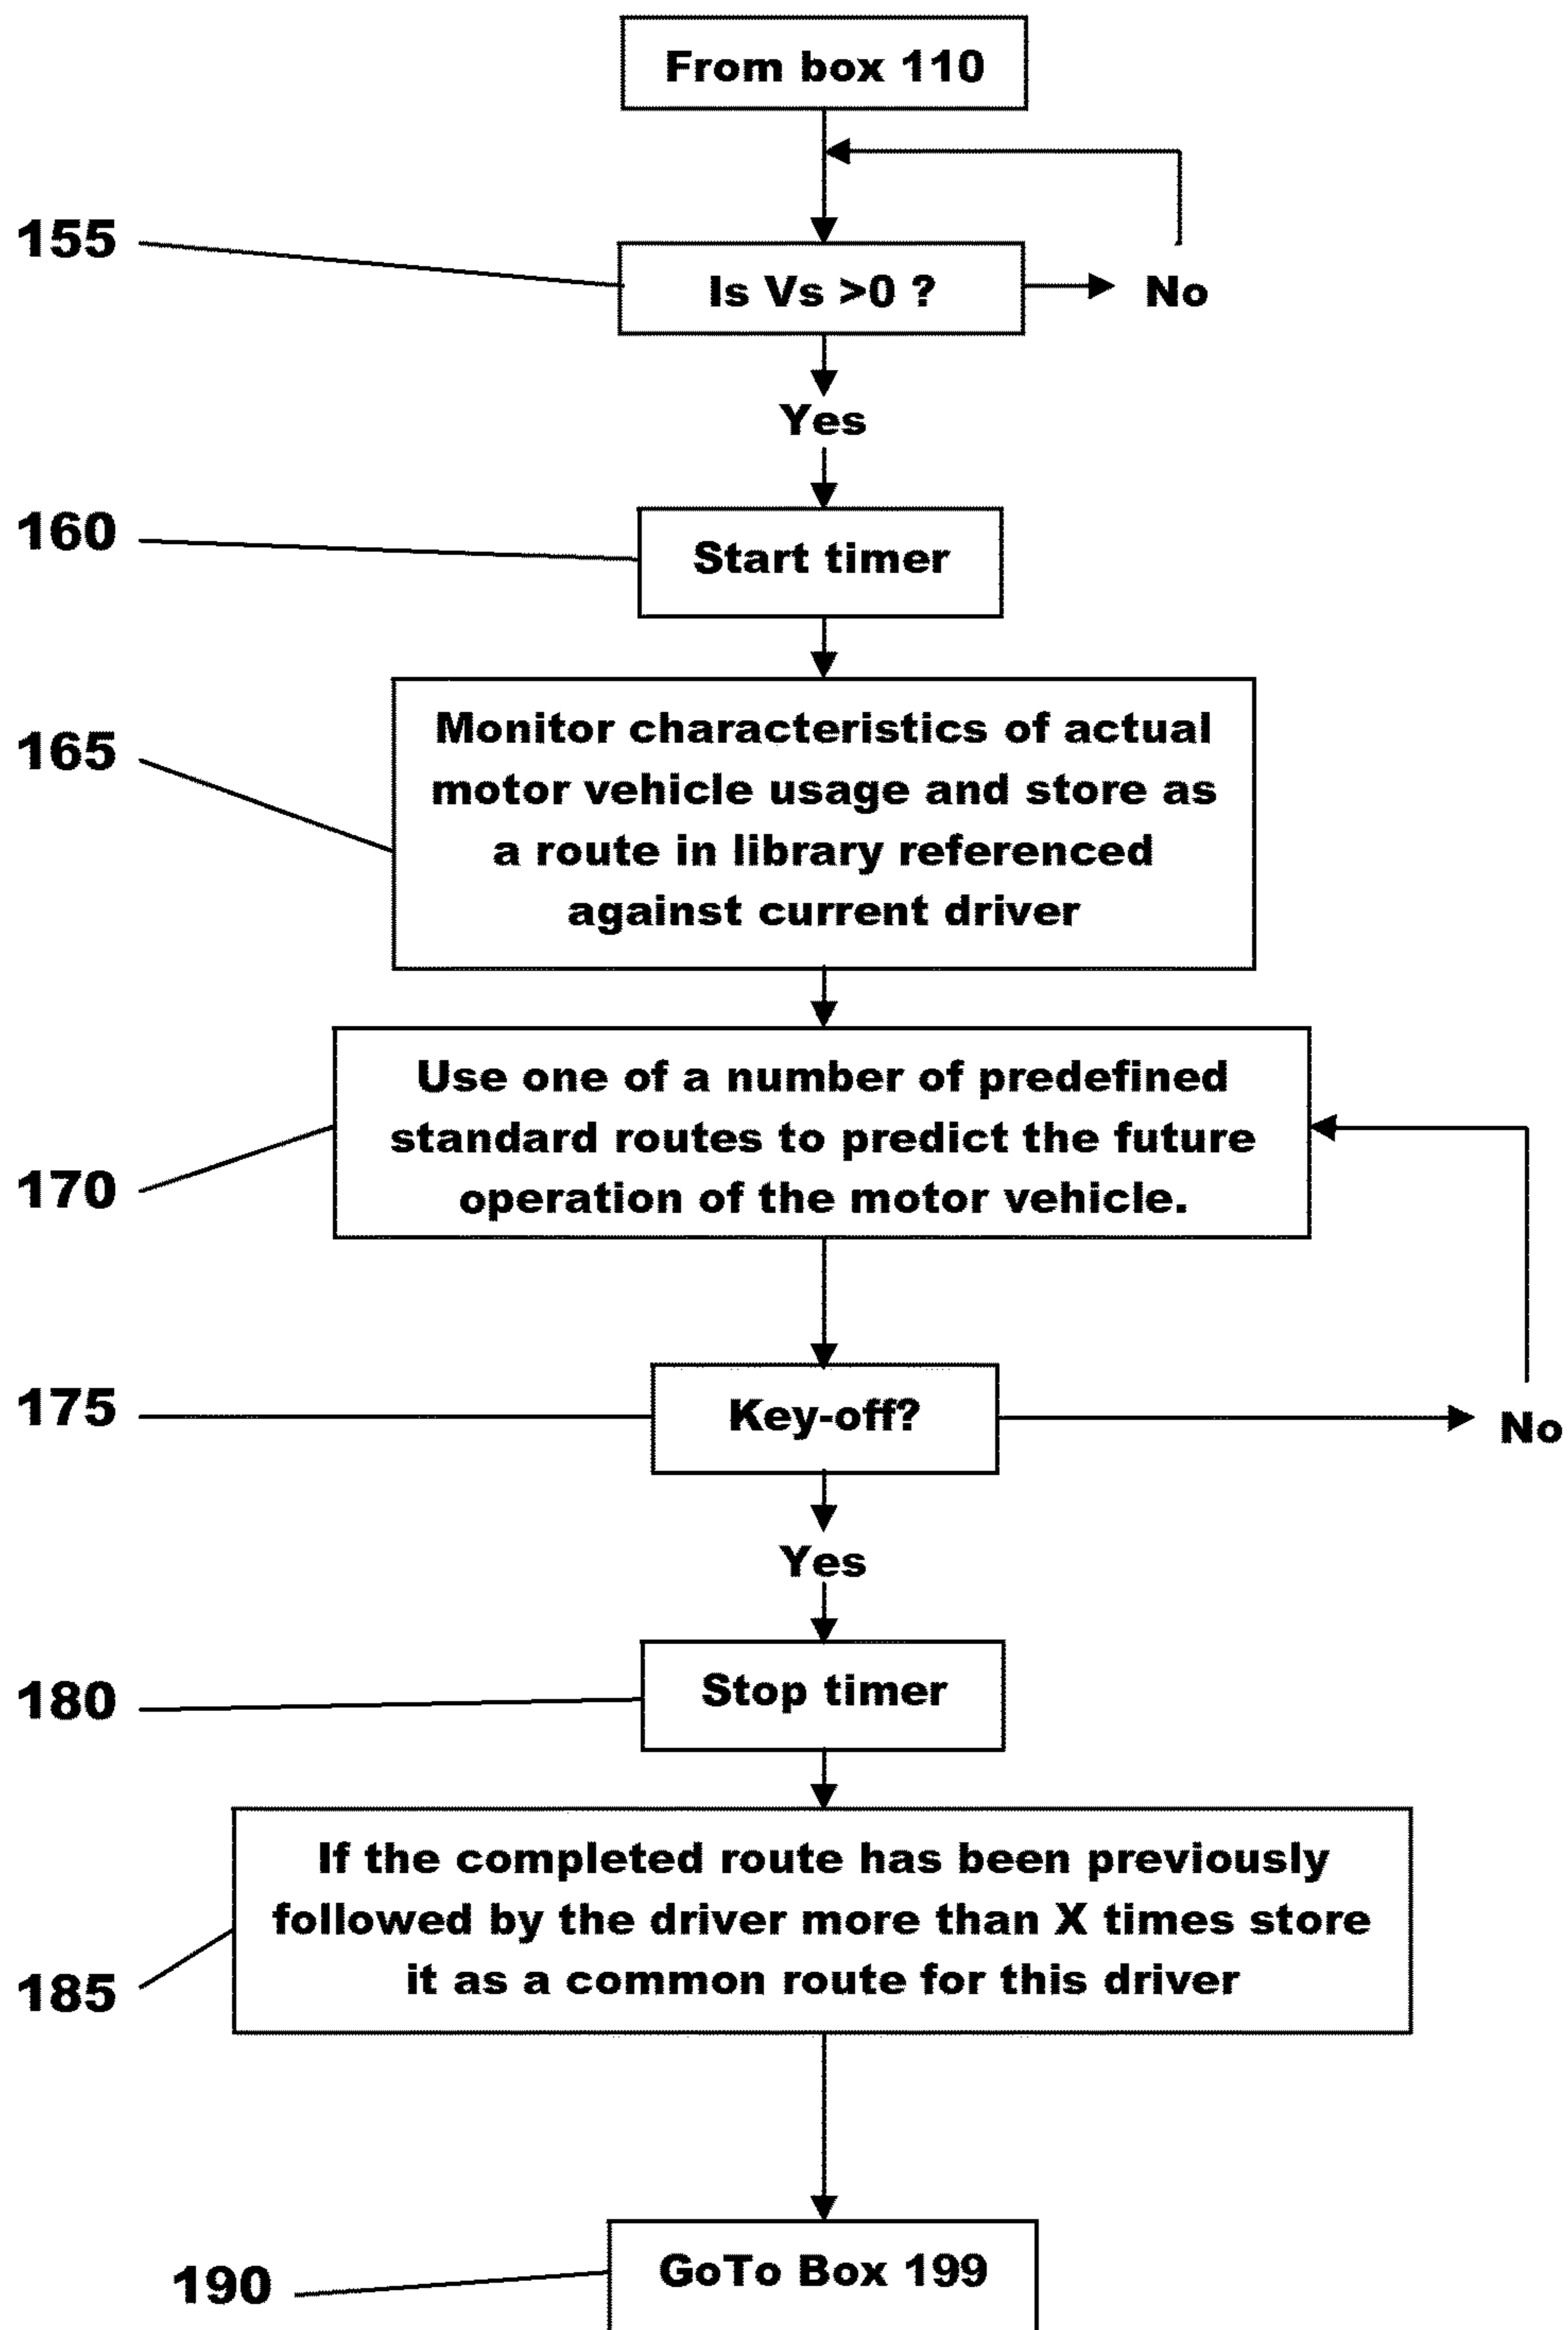 From box 110
155
Is Vs >0 ?
No
Yes
160
Start timer
165
Monitor characteristics of actual
motor vehicle usage and store as
a route in library referenced
against current driver
170
Use one of a number of predefined
standard routes to predict the future
operation of the motor vehicle.
175
Key-off?
No
Yes
180
Stop timer
185
If the completed route has been previously
followed by the driver more than X times store
it as a common route for this driver
190
GoTo Box 199